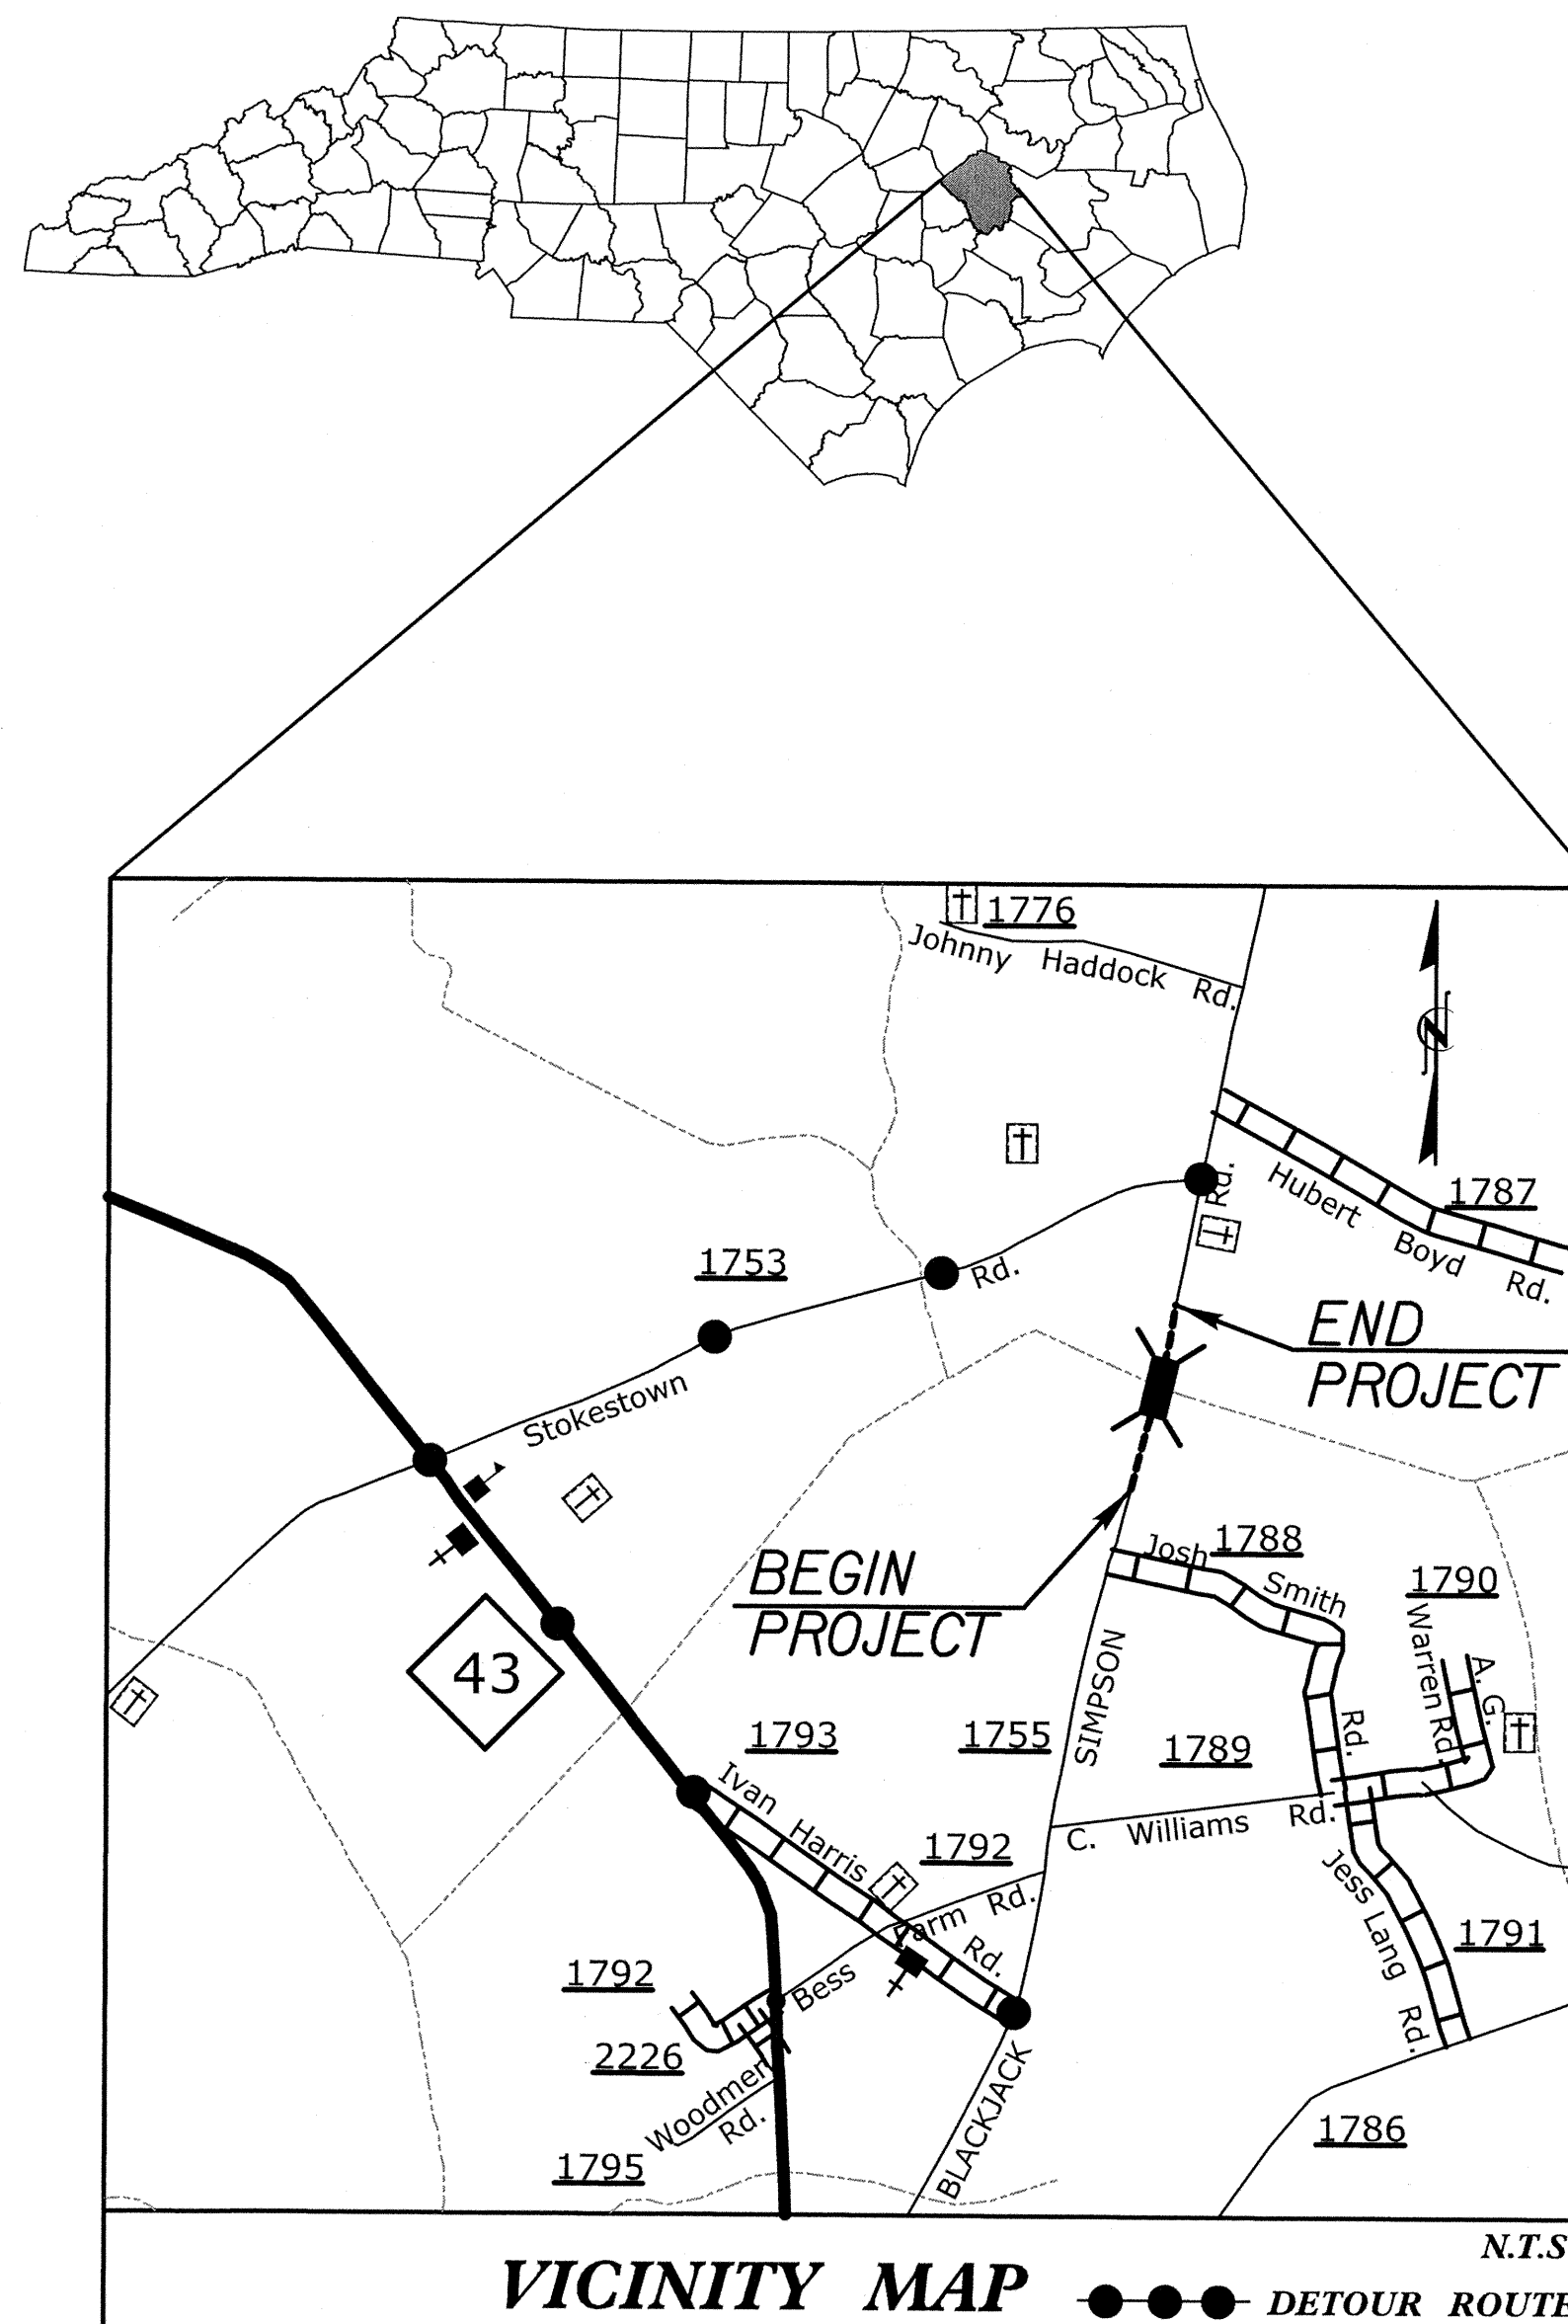 1776
Johnny Haddock Rd.
N
1787
Hubert Boyd Rd.
Rd.
1753
Stokestown Rd.
END
PROJECT
BEGIN
PROJECT
1788
Josh Smith Rd.
1790
A. G. Warren Rd.
43
1793
1755
SIMPSON
1789
Ivan Harris Rd.
1792
C. Williams Rd.
Bess Farm Rd.
Jess Lang Rd.
1791
1792
2226
Woodmen
Rd.
BLACKJACK
1786
1795
N.T.S
VICINITY MAP
DETOUR ROUTE